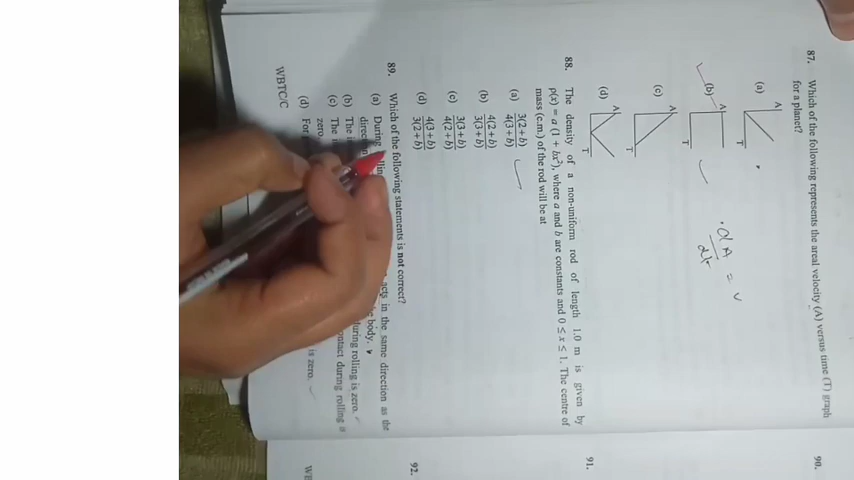 87. Which of the following represents the areal velocity (A) versus time (T) graph
for a planet?
(a) A T
(b) A T
(c) A T
(d) A T
dA/dt = v
88. The density of a non-uniform rod of length 1.0 m is given by
ρ(x) = a (1 + bx²), where a and b are constants and 0 ≤ x ≤ 1. The centre of
mass (c.m.) of the rod will be at
(a) 3(2+b)/4(3+b)
(b) 4(2+b)/3(3+b)
(c) 3(3+b)/4(2+b)
(d) 4(3+b)/3(2+b)
89. Which of the following statements is not correct?
(a) During acts in the same direction as the
direction the body.
(b) The during rolling is zero.
(c) The contact during rolling is
zero.
(d) For is zero.
WBTC/C
90.
91.
92.
WB